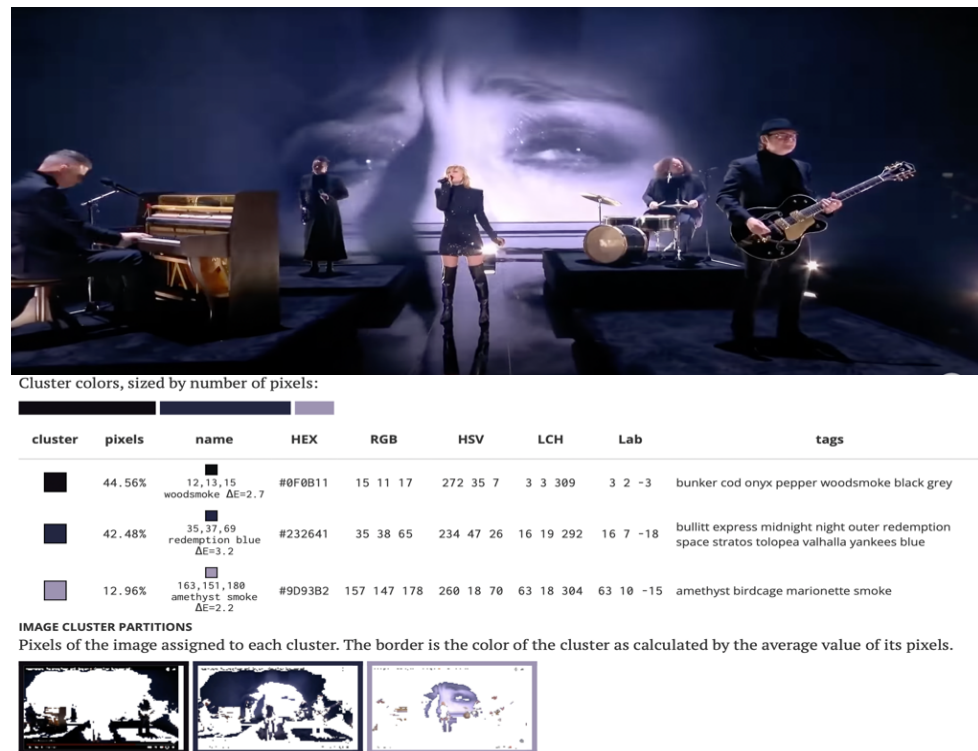 Cluster colors, sized by number of pixels:
cluster pixels name HEX RGB HSV LCH Lab tags
44.56% 12,13,15 woodsmoke ΔE=2.7 #0F0B11 15 11 17 272 35 7 3 3 309 3 2 -3 bunker cod onyx pepper woodsmoke black grey
42.48% 35,37,69 redemption blue ΔE=3.2 #232641 35 38 65 234 47 26 16 19 292 16 7 -18 bullitt express midnight night outer redemption
space stratos tolopea valhalla yankees blue
12.96% 163,151,180 amethyst smoke ΔE=2.2 #9D93B2 157 147 178 260 18 70 63 18 304 63 10 -15 amethyst birdcage marionette smoke
IMAGE CLUSTER PARTITIONS
Pixels of the image assigned to each cluster. The border is the color of the cluster as calculated by the average value of its pixels.